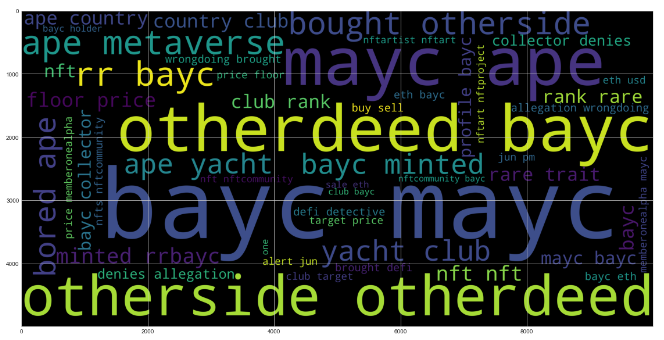 ape country
country club
bought otherside
bayc holder
nftartist nftart
ape metaverse
collector denies
wrongdoing brought
mayc ape
nft
rr bayc
price floor
eth bayc
eth usd
floor price
club rank
buy sell
profile bayc
nftart nftproject
rank rare
allegation wrongdoing
otherdeed bayc
bored ape
price memberonealpha
bayc collector
nfts nftcommunity
ape yacht
bayc minted
jun pm
rare trait
nft nftcommunity
sale eth
nftcommunity bayc
club bayc
bayc mayc
defi detective
target price
bayc
memberonealpha mayc
minted rrbayc
one
yacht club
mayc bayc
alert jun
brought defi
denies allegation
club target
nft nft
bayc eth
otherside otherdeed
0
1000
2000
3000
4000
0
2000
4000
6000
8000